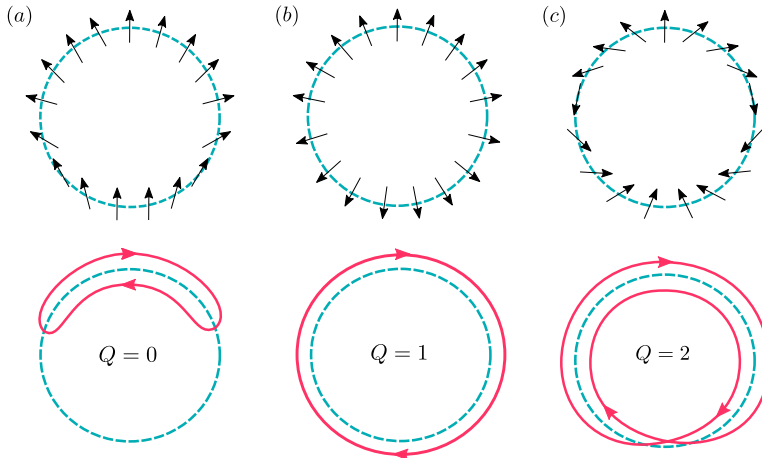 (a) (b) (c)
Q = 0 Q = 1 Q = 2